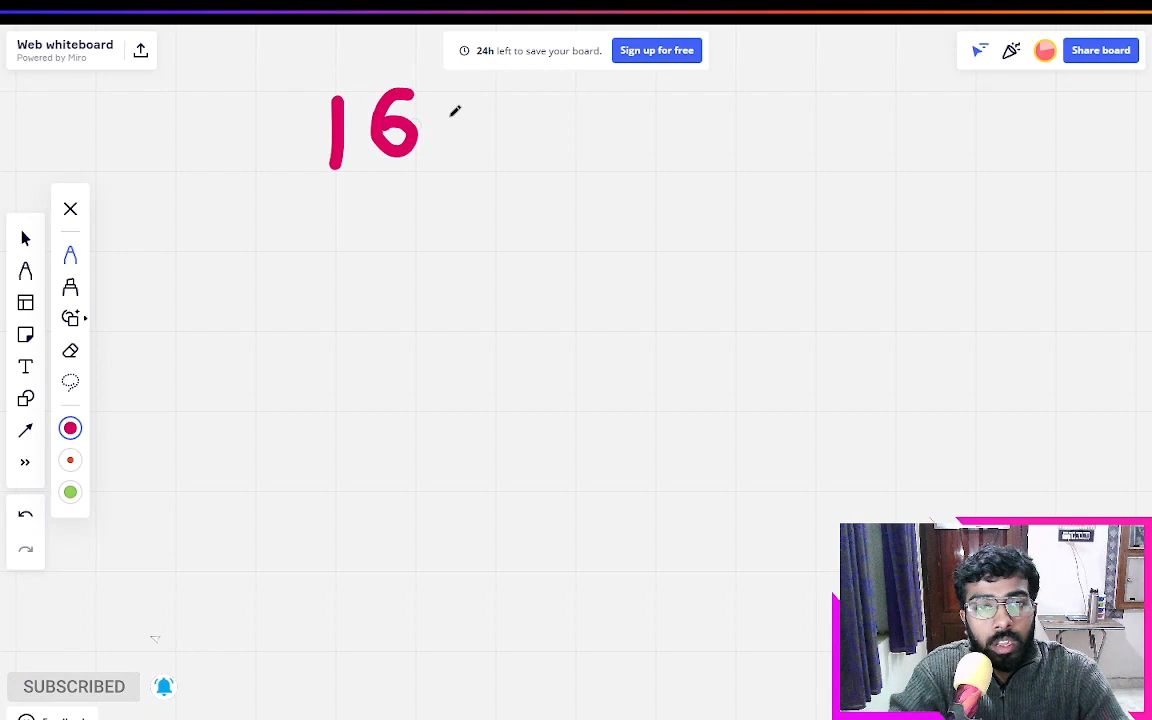 Web whiteboard
Powered by Miro
24h left to save your board.
Sign up for free
Share board
16
T
SUBSCRIBED